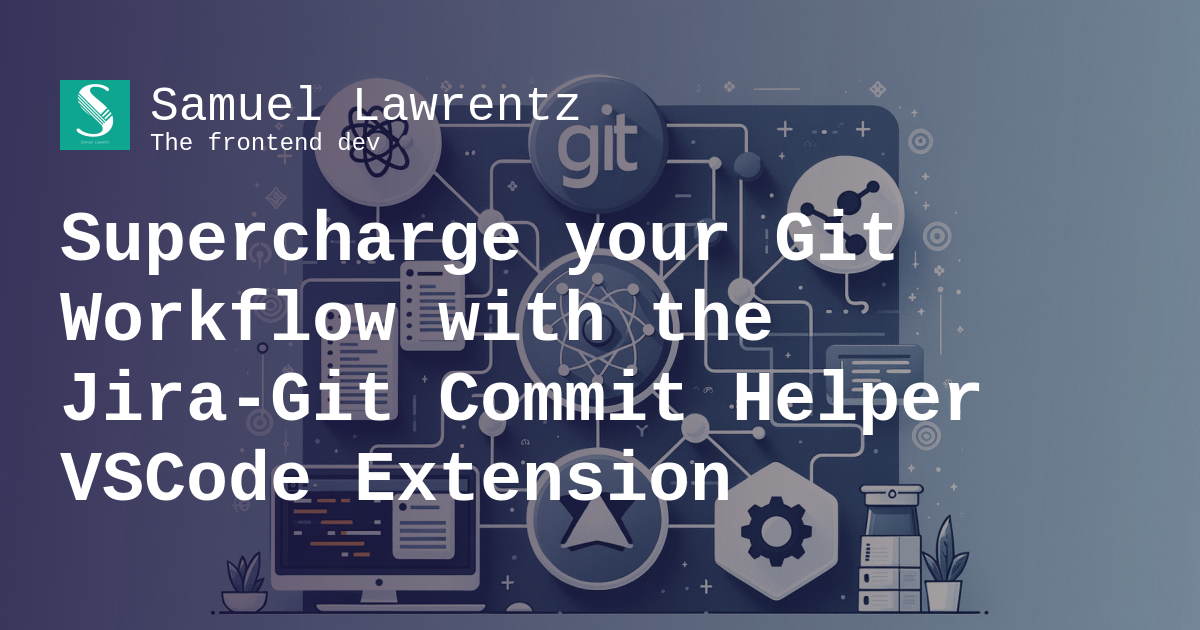 Samuel Lawrentz
The frontend dev
git
Supercharge your Git
Workflow with the
Jira-Git Commit Helper
VSCode Extension